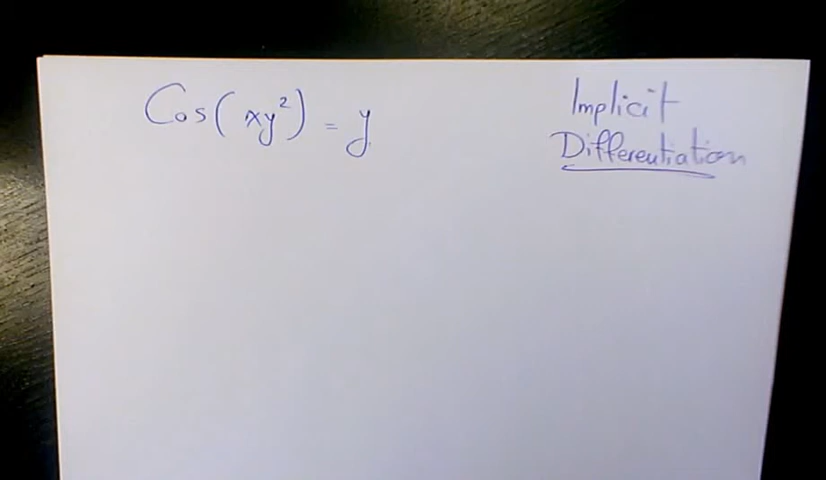 Cos(xy²) = y
Implicit
Differentiation